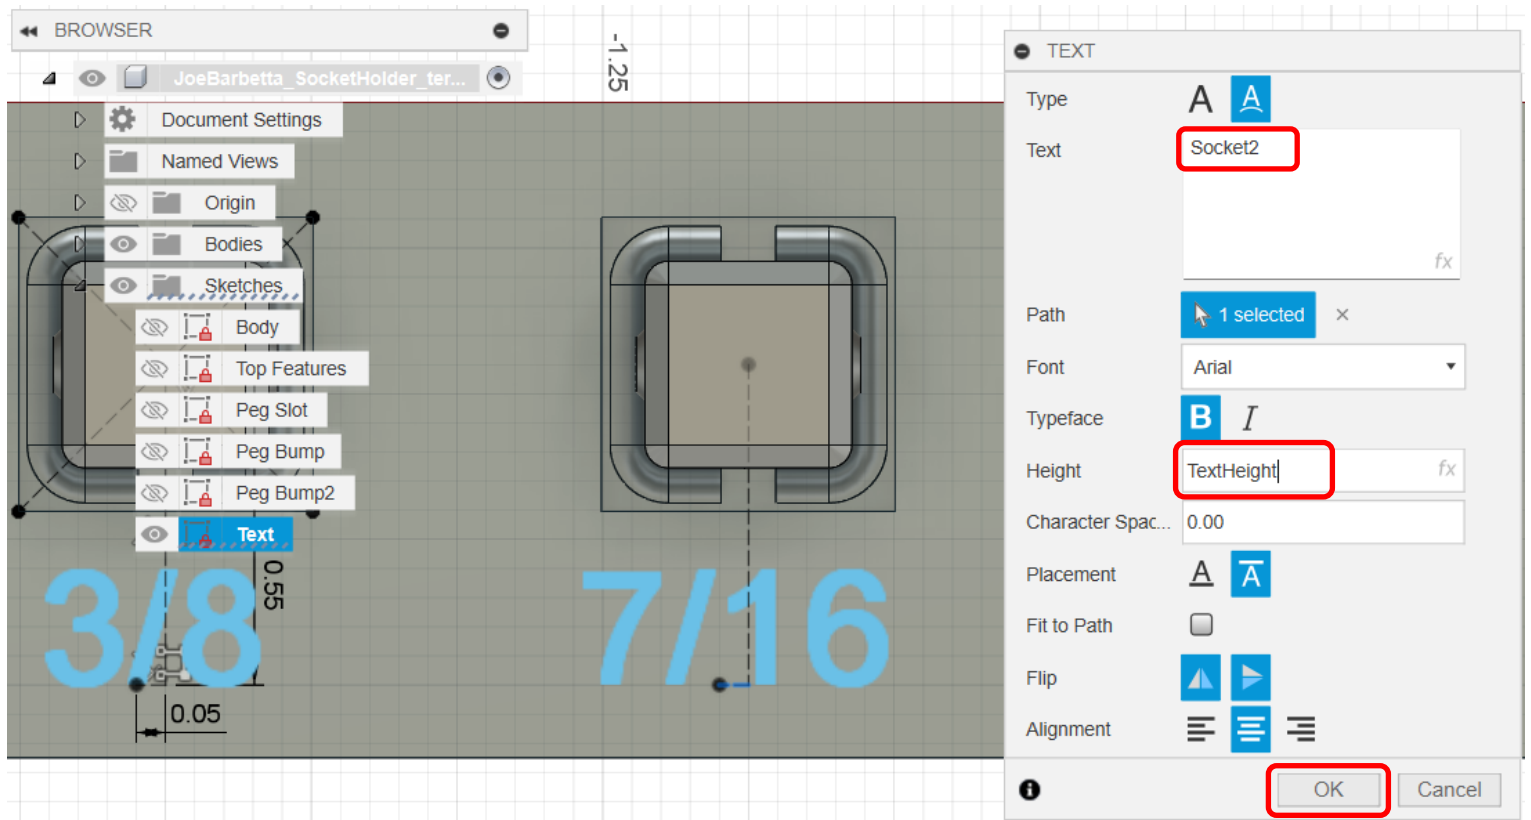 BROWSER
JoeBarbetta_SocketHolder_ter...
Document Settings
Named Views
Origin
Bodies
Sketches
Body
Top Features
Peg Slot
Peg Bump
Peg Bump2
Text
-1.25
0.55
3/8
7/16
0.05
TEXT
Type
A A
Text
Socket2
fx
Path
1 selected ×
Font
Arial
Typeface
B I
Height
TextHeight
fx
Character Spac...
0.00
Placement
A A
Fit to Path
Flip
Alignment
OK
Cancel